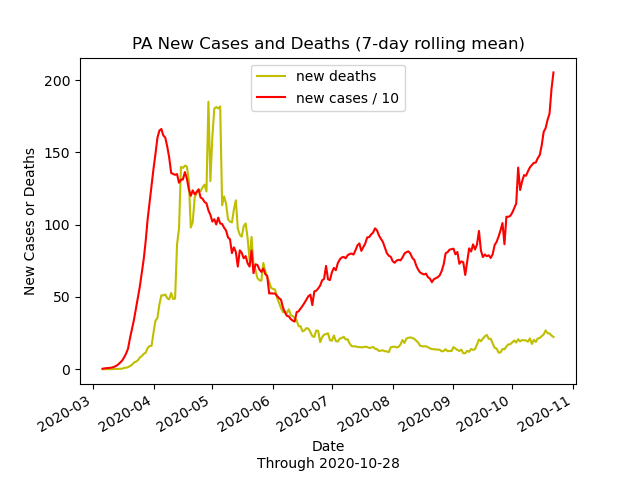 PA New Cases and Deaths (7-day rolling mean)
new deaths
new cases / 10
New Cases or Deaths
200
150
100
50
0
2020-03
2020-04
2020-05
2020-06
2020-07
2020-08
2020-09
2020-10
2020-11
Date
Through 2020-10-28